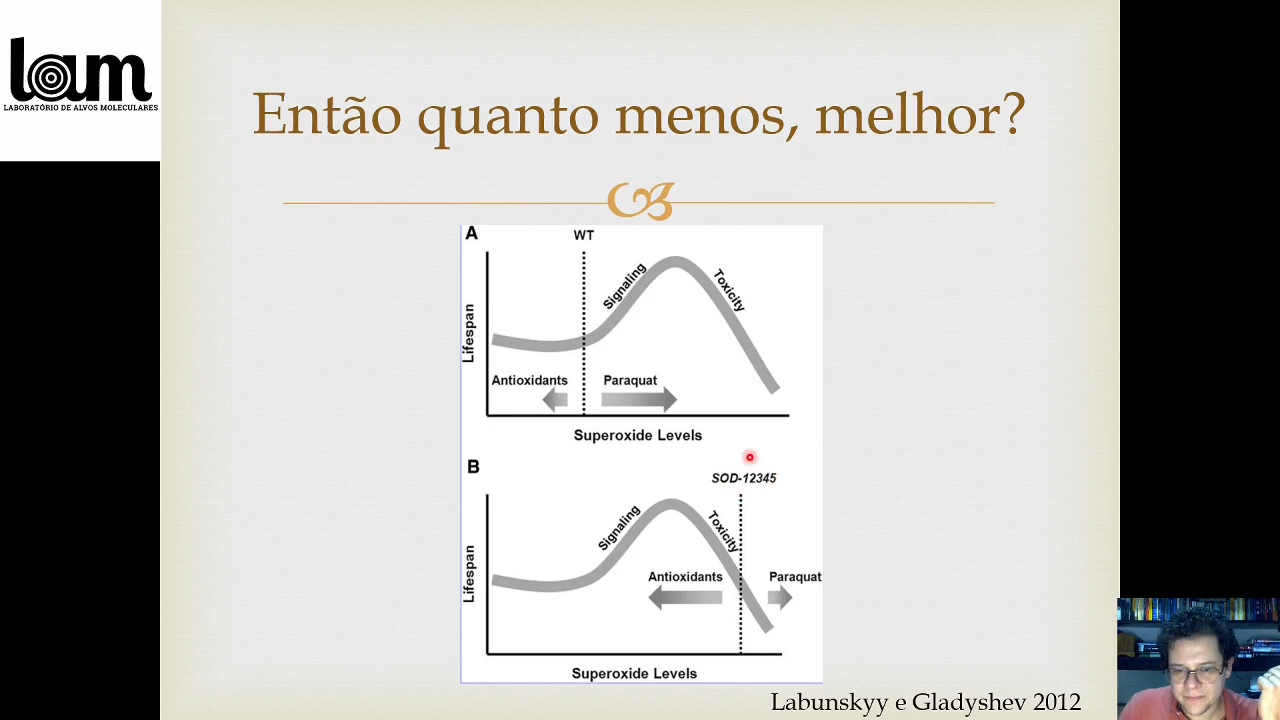 lam
LABORATÓRIO DE ALVOS MOLECULARES
Então quanto menos, melhor?
A
WT
Signaling
Toxicity
Lifespan
Antioxidants
Paraquat
Superoxide Levels
B
SOD-12345
Signaling
Toxicity
Lifespan
Antioxidants
Paraquat
Superoxide Levels
Labunskyy e Gladyshev 2012